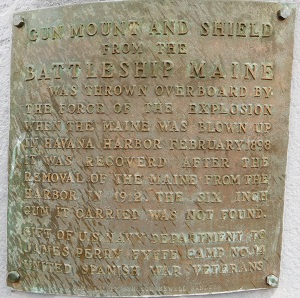 GUN MOUNT AND SHIELD
FROM THE
BATTLESHIP MAINE
WAS THROWN OVERBOARD BY
THE FORCE OF THE EXPLOSION
WHEN THE MAINE WAS BLOWN UP
IN HAVANA HARBOR FEBRUARY 1898
IT WAS RECOVERD AFTER THE
REMOVAL OF THE MAINE FROM THE
HARBOR IN 1912. THE SIX INCH
GUN IT CARRIED WAS NOT FOUND.
GIFT OF U.S. NAVY DEPARTMENT TO
JAMES PERRY FYFFE CAMP NO. 14
UNITED SPANISH WAR VETERANS